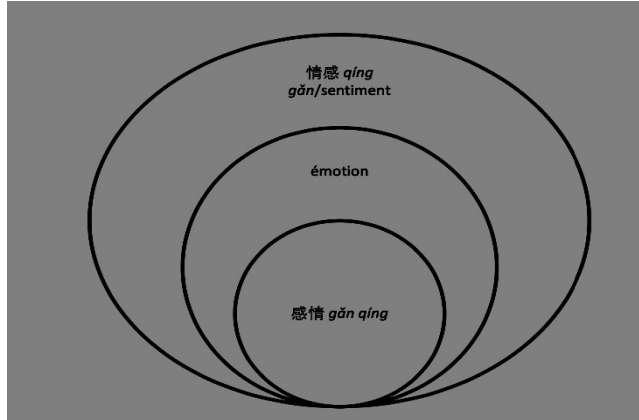 情感 qíng
gǎn/sentiment
émotion
感情 gǎn qíng